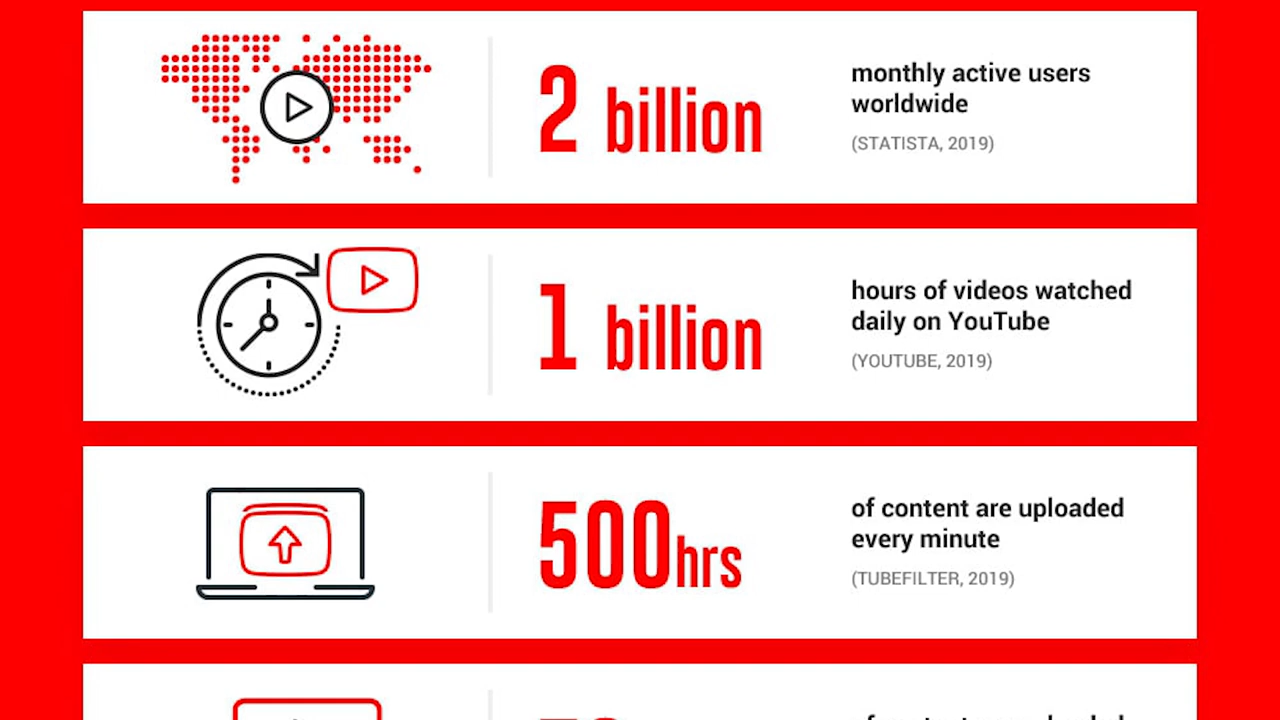 2 billion
monthly active users
worldwide
(STATISTA, 2019)
1 billion
hours of videos watched
daily on YouTube
(YOUTUBE, 2019)
500hrs
of content are uploaded
every minute
(TUBEFILTER, 2019)